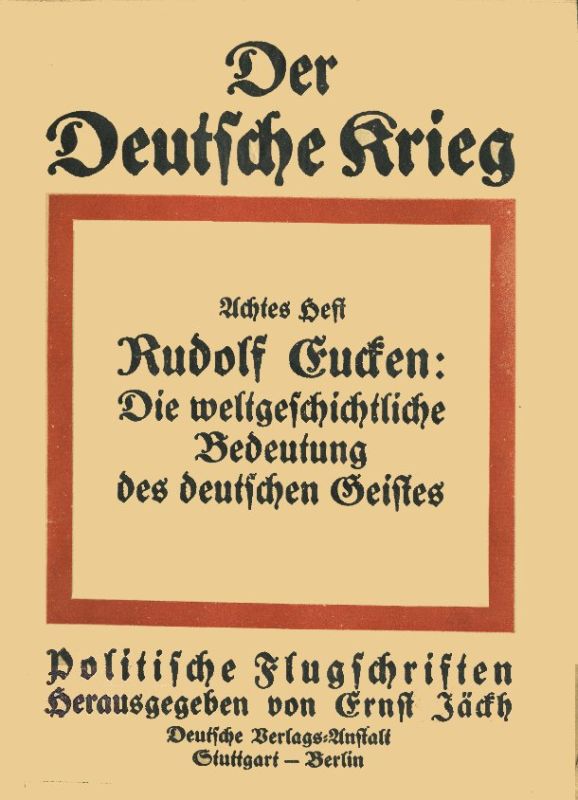 Der
Deutsche Krieg
Achtes Heft
Rudolf Eucken:
Die weltgeschichtliche
Bedeutung
des deutschen Geistes
Politische Flugschriften
Herausgegeben von Ernst Jäckh
Deutsche Verlags-Anstalt
Stuttgart — Berlin